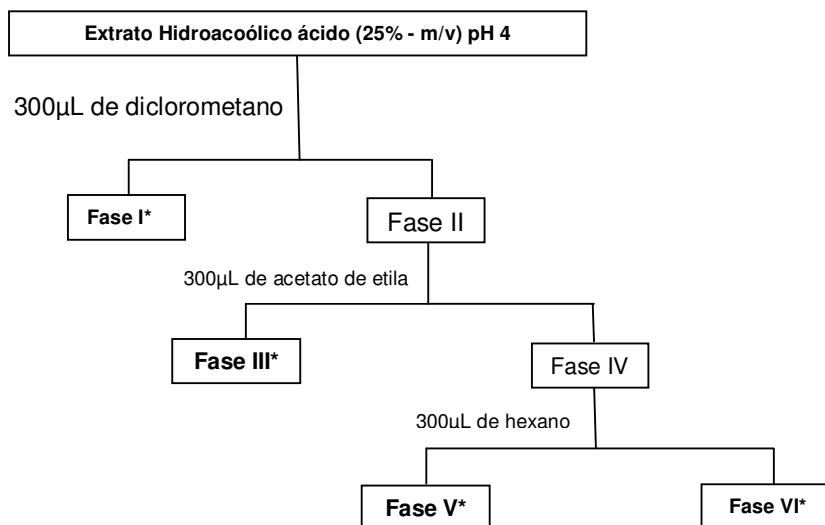 Extrato Hidroacoólico ácido (25% - m/v) pH 4
300µL de diclorometano
Fase I*
Fase II
300µL de acetato de etila
Fase III*
Fase IV
300µL de hexano
Fase V*
Fase VI*